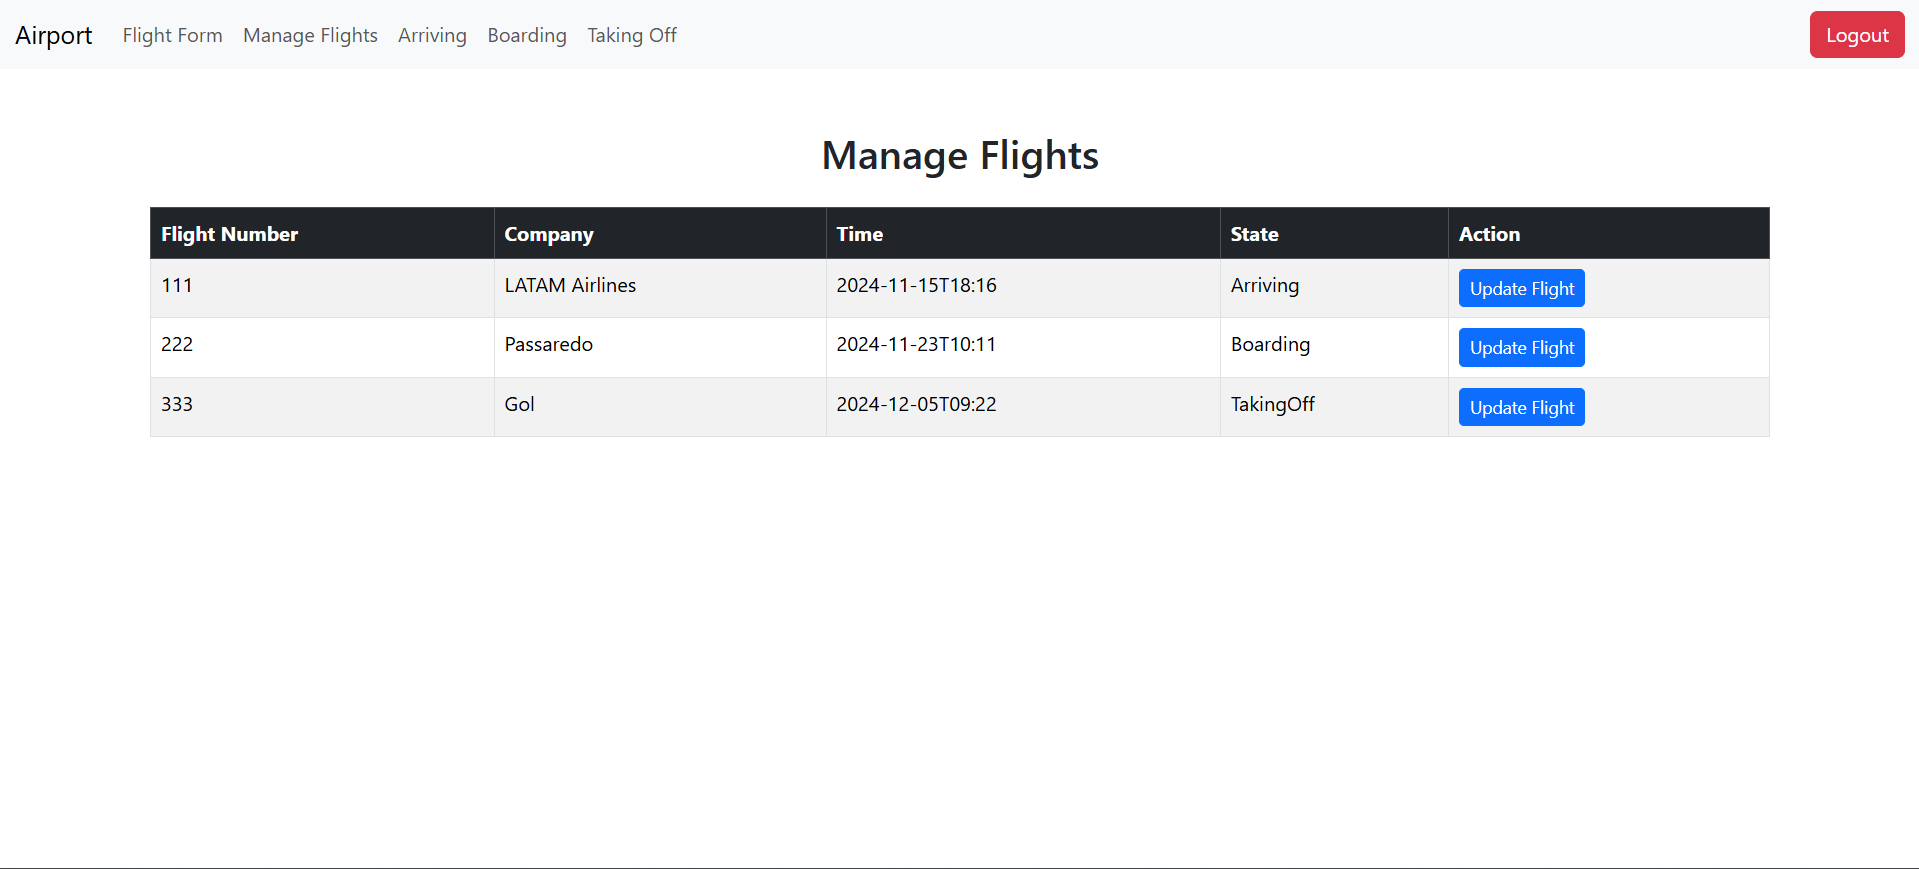 Airport Flight Form Manage Flights Arriving Boarding Taking Off Logout
Manage Flights
Flight Number Company Time State Action
111 LATAM Airlines 2024-11-15T18:16 Arriving Update Flight
222 Passaredo 2024-11-23T10:11 Boarding Update Flight
333 Gol 2024-12-05T09:22 TakingOff Update Flight